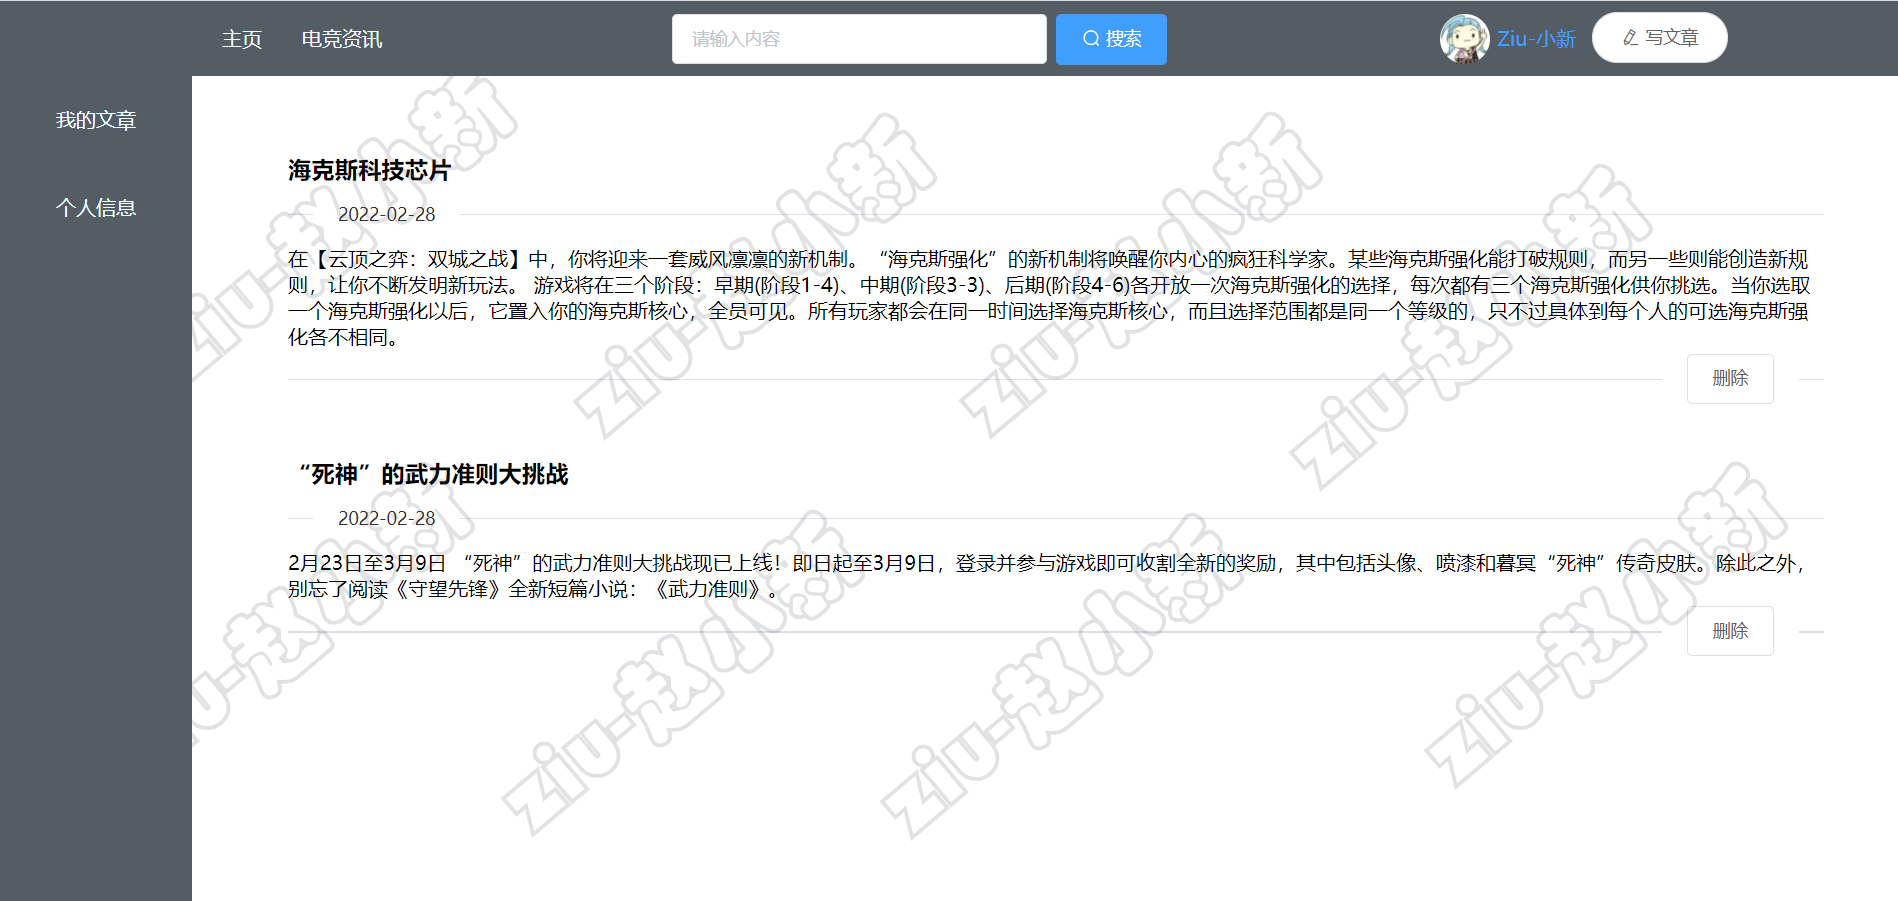 主页 电竞资讯 请输入内容 搜索 Ziu-小新 写文章
我的文章
个人信息
海克斯科技芯片
2022-02-28
在【云顶之弈：双城之战】中，你将迎来一套威风凛凛的新机制。“海克斯强化”的新机制将唤醒你内心的疯狂科学家。某些海克斯强化能打破规则，而另一些则能创造新规
则，让你不断发明新玩法。 游戏将在三个阶段：早期(阶段1-4)、中期(阶段3-3)、后期(阶段4-6)各开放一次海克斯强化的选择，每次都有三个海克斯强化供你挑选。当你选取
一个海克斯强化以后，它置入你的海克斯核心，全员可见。所有玩家都会在同一时间选择海克斯核心，而且选择范围都是同一个等级的，只不过具体到每个人的可选海克斯强
化各不相同。
删除
“死神”的武力准则大挑战
2022-02-28
2月23日至3月9日 “死神”的武力准则大挑战现已上线！即日起至3月9日，登录并参与游戏即可收割全新的奖励，其中包括头像、喷漆和暮冥“死神”传奇皮肤。除此之外，
别忘了阅读《守望先锋》全新短篇小说：《武力准则》。
删除
ziu-赵小新
ziu-赵小新
ziu-赵小新
ziu-赵小新
ziu-赵小新
ziu-赵小新
ziu-赵小新
ziu-赵小新